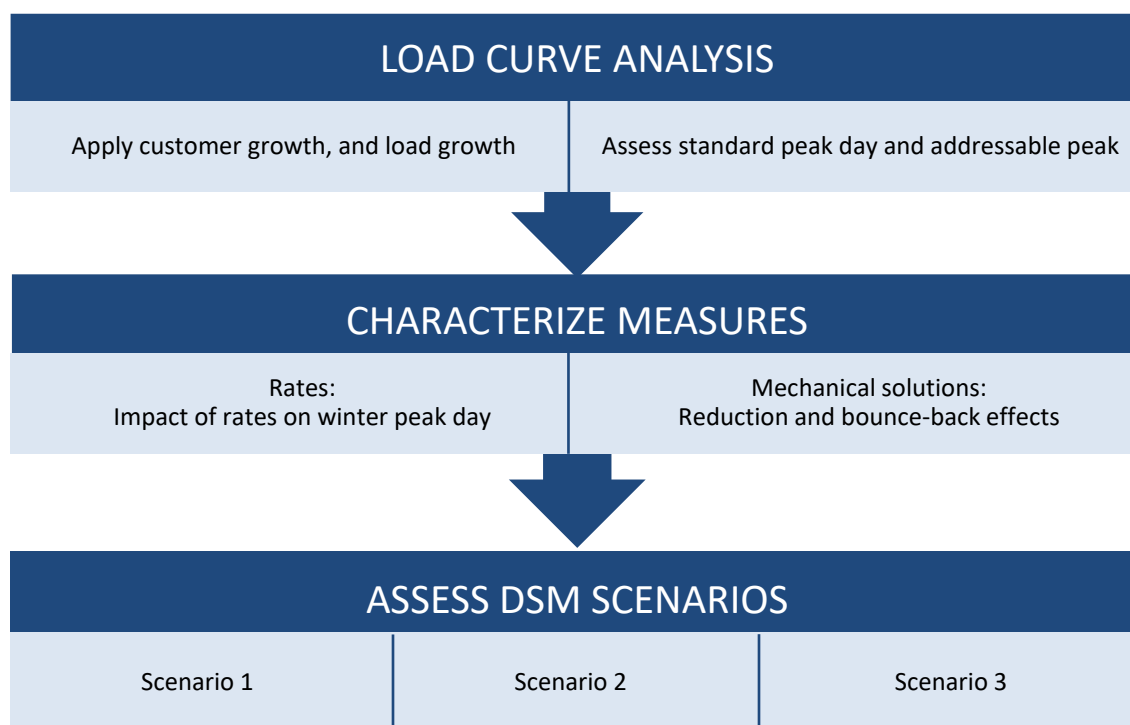 LOAD CURVE ANALYSIS
Apply customer growth, and load growth
Assess standard peak day and addressable peak
CHARACTERIZE MEASURES
Rates:
Impact of rates on winter peak day
Mechanical solutions:
Reduction and bounce-back effects
ASSESS DSM SCENARIOS
Scenario 1
Scenario 2
Scenario 3